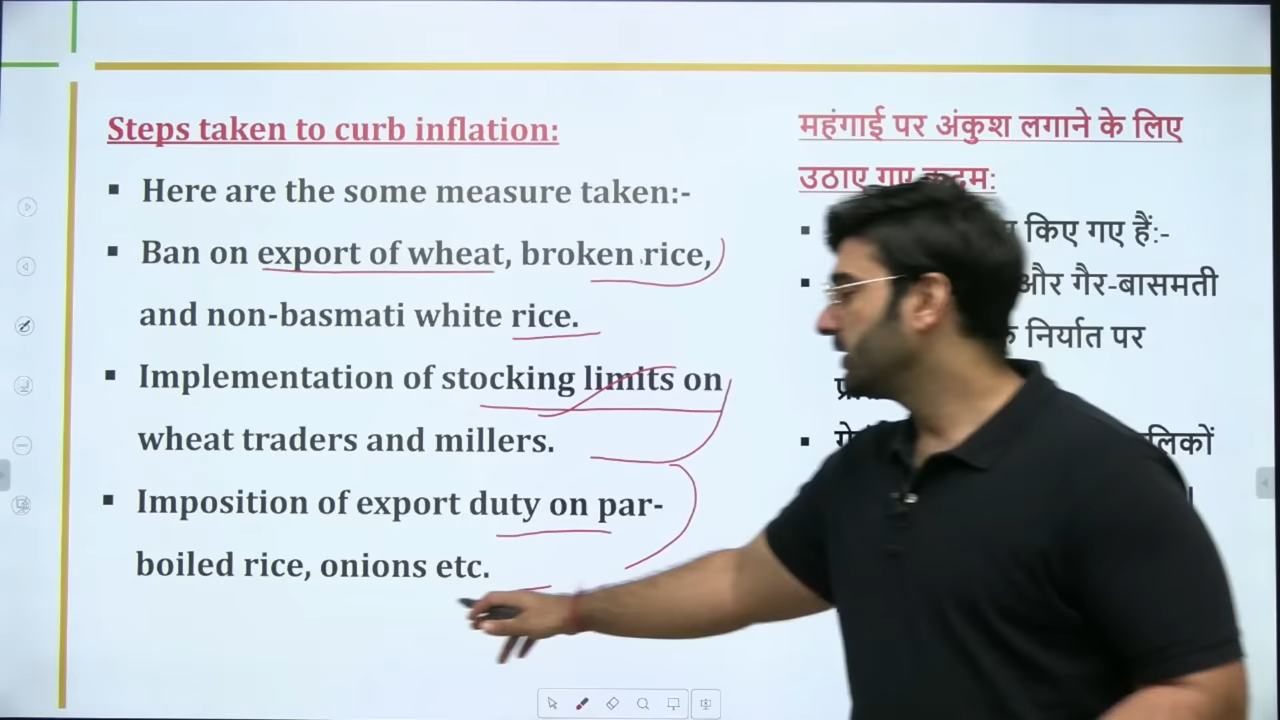 Steps taken to curb inflation:
▪ Here are the some measure taken:-
▪ Ban on export of wheat, broken rice,
and non-basmati white rice.
▪ Implementation of stocking limits on
wheat traders and millers.
▪ Imposition of export duty on par-
boiled rice, onions etc.
महंगाई पर अंकुश लगाने के लिए
उठाए गए कदम:
▪ किए गए हैं:-
▪ और गैर-बासमती
निर्यात पर
▪